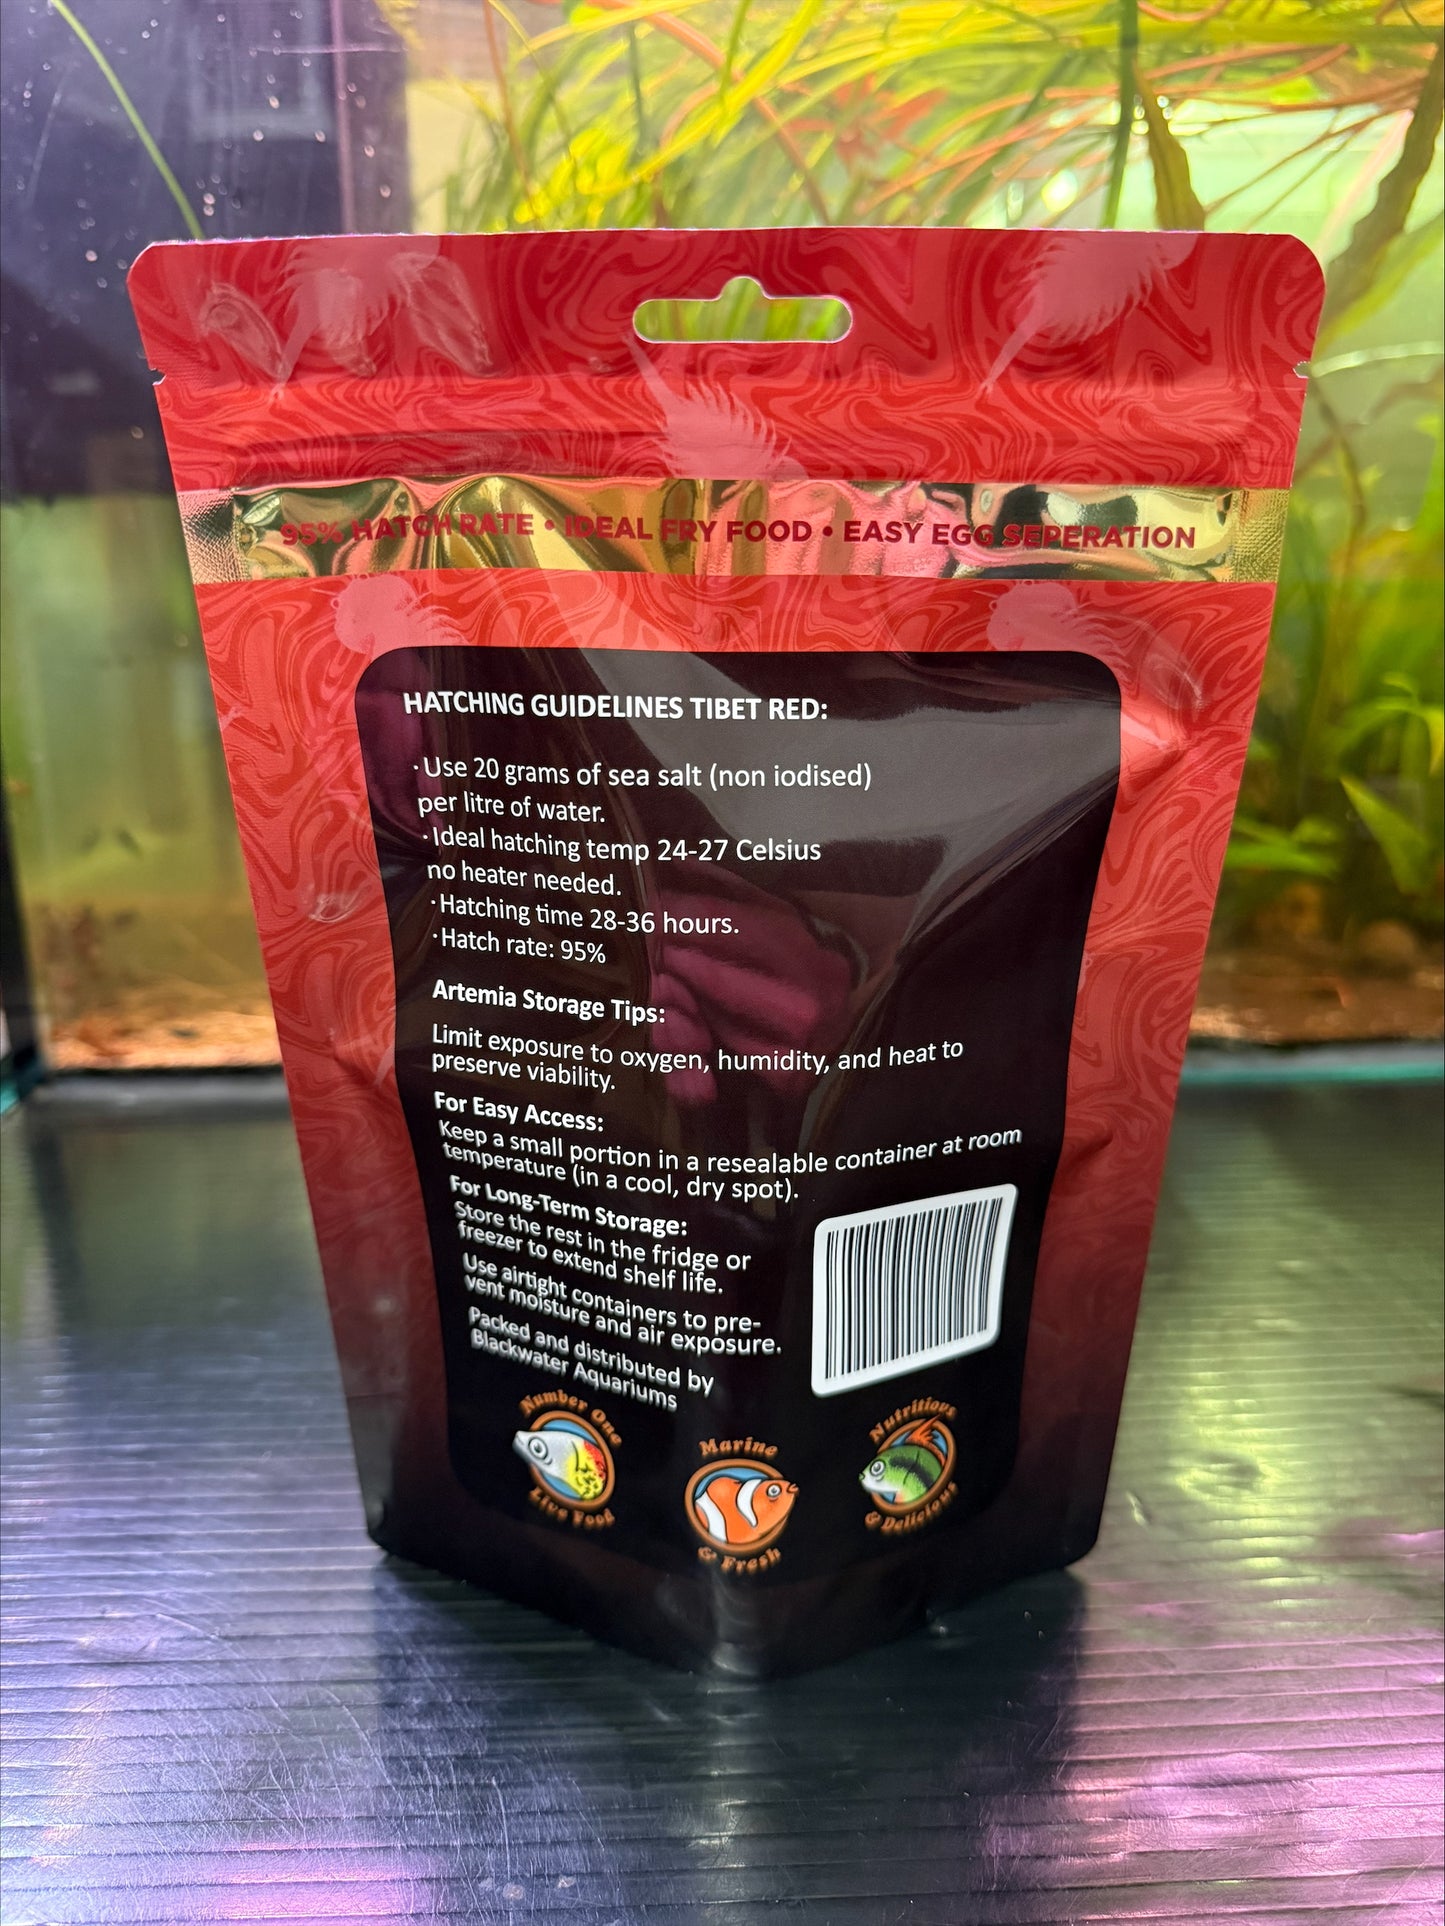 95% HATCH RATE • IDEAL FRY FOOD • EASY EGG SEPERATION
HATCHING GUIDELINES TIBET RED:
·Use 20 grams of sea salt (non iodised)
per litre of water.
·Ideal hatching temp 24-27 Celsius
no heater needed.
·Hatching time 28-36 hours.
·Hatch rate: 95%
Artemia Storage Tips:
Limit exposure to oxygen, humidity, and heat to
preserve viability.
For Easy Access:
Keep a small portion in a resealable container at room
temperature (in a cool, dry spot).
For Long-Term Storage:
Store the rest in the fridge or
freezer to extend shelf life.
Use airtight containers to pre-
vent moisture and air exposure.
Packed and distributed by
Blackwater Aquariums
Number One
Live Food
Marine
& Fresh
Nutritious
& Delicious